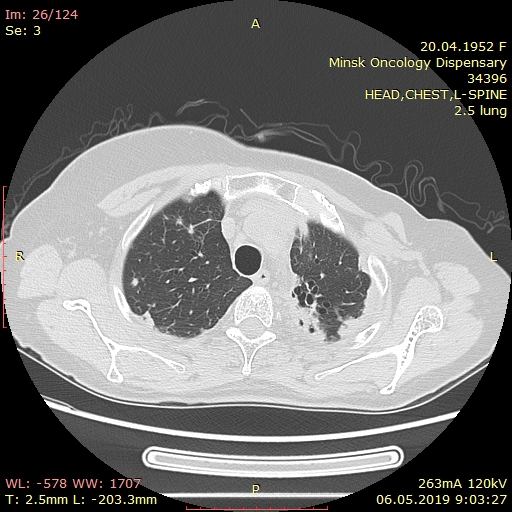 Im: 26/124
Se: 3
A
20.04.1952 F
Minsk Oncology Dispensary
34396
HEAD,CHEST,L-SPINE
2.5 lung
R
L
WL: -578 WW: 1707
T: 2.5mm L: -203.3mm
P
263mA 120kV
06.05.2019 9:03:27